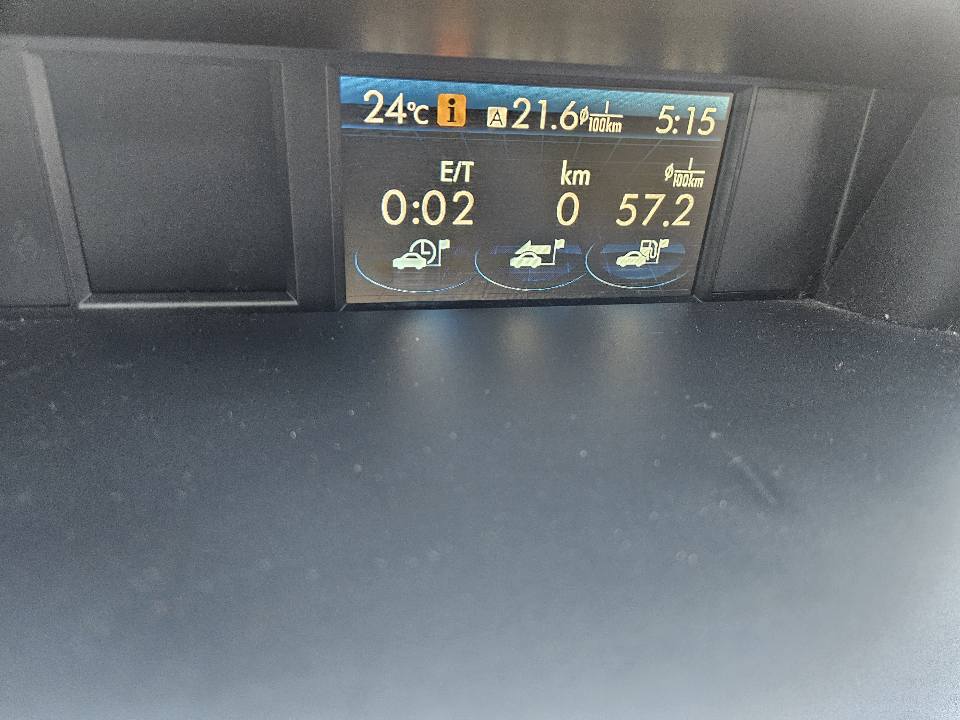 24°C i A 21.6 ø l/100km 5:15
E/T km ø l/100km
0:02 0 57.2